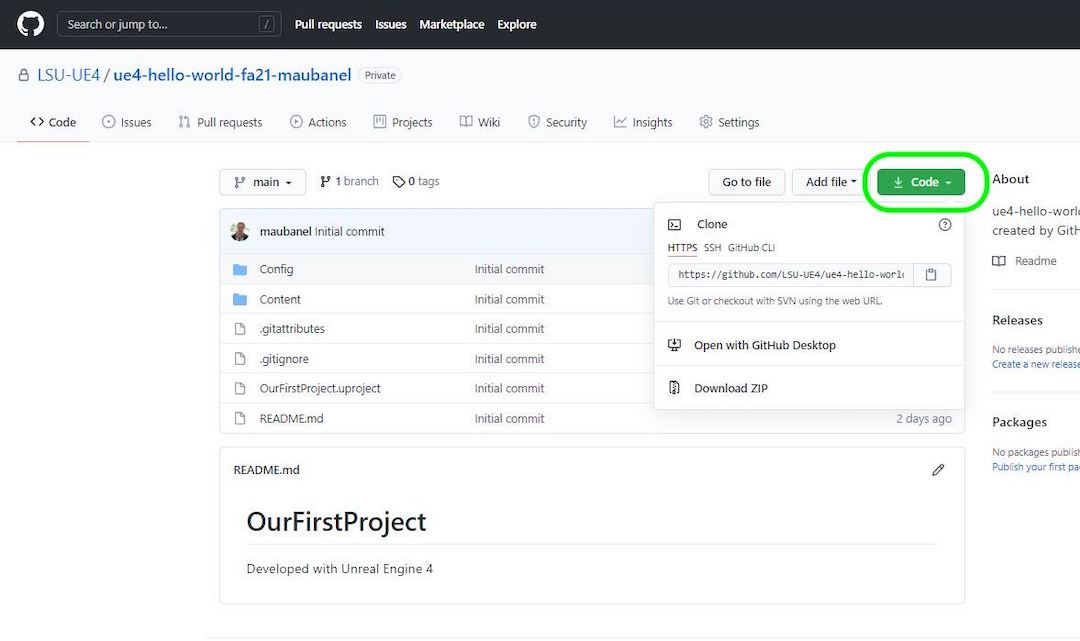 Search or jump to... /
Pull requests Issues Marketplace Explore
LSU-UE4 / ue4-hello-world-fa21-maubanel Private
Code Issues Pull requests Actions Projects Wiki Security Insights Settings
main 1 branch 0 tags Go to file Add file Code
About
ue4-hello-world
created by GitH
Readme
Releases
No releases publishe
Create a new release
Packages
No packages publish
Publish your first pa
maubanel Initial commit
Config Initial commit
Content Initial commit
.gitattributes Initial commit
.gitignore Initial commit
OurFirstProject.uproject Initial commit
README.md Initial commit 2 days ago
Clone
HTTPS SSH GitHub CLI
https://github.com/LSU-UE4/ue4-hello-worl
Use Git or checkout with SVN using the web URL.
Open with GitHub Desktop
Download ZIP
README.md
OurFirstProject
Developed with Unreal Engine 4